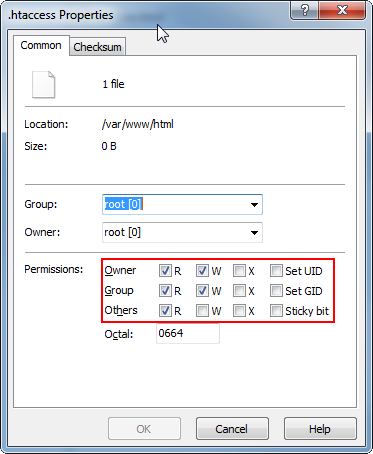 .htaccess Properties
Common Checksum
1 file
Location: /var/www/html
Size: 0 B
Group: root [0]
Owner: root [0]
Permissions: Owner R W X Set UID
Group R W X Set GID
Others R W X Sticky bit
Octal: 0664
OK Cancel Help